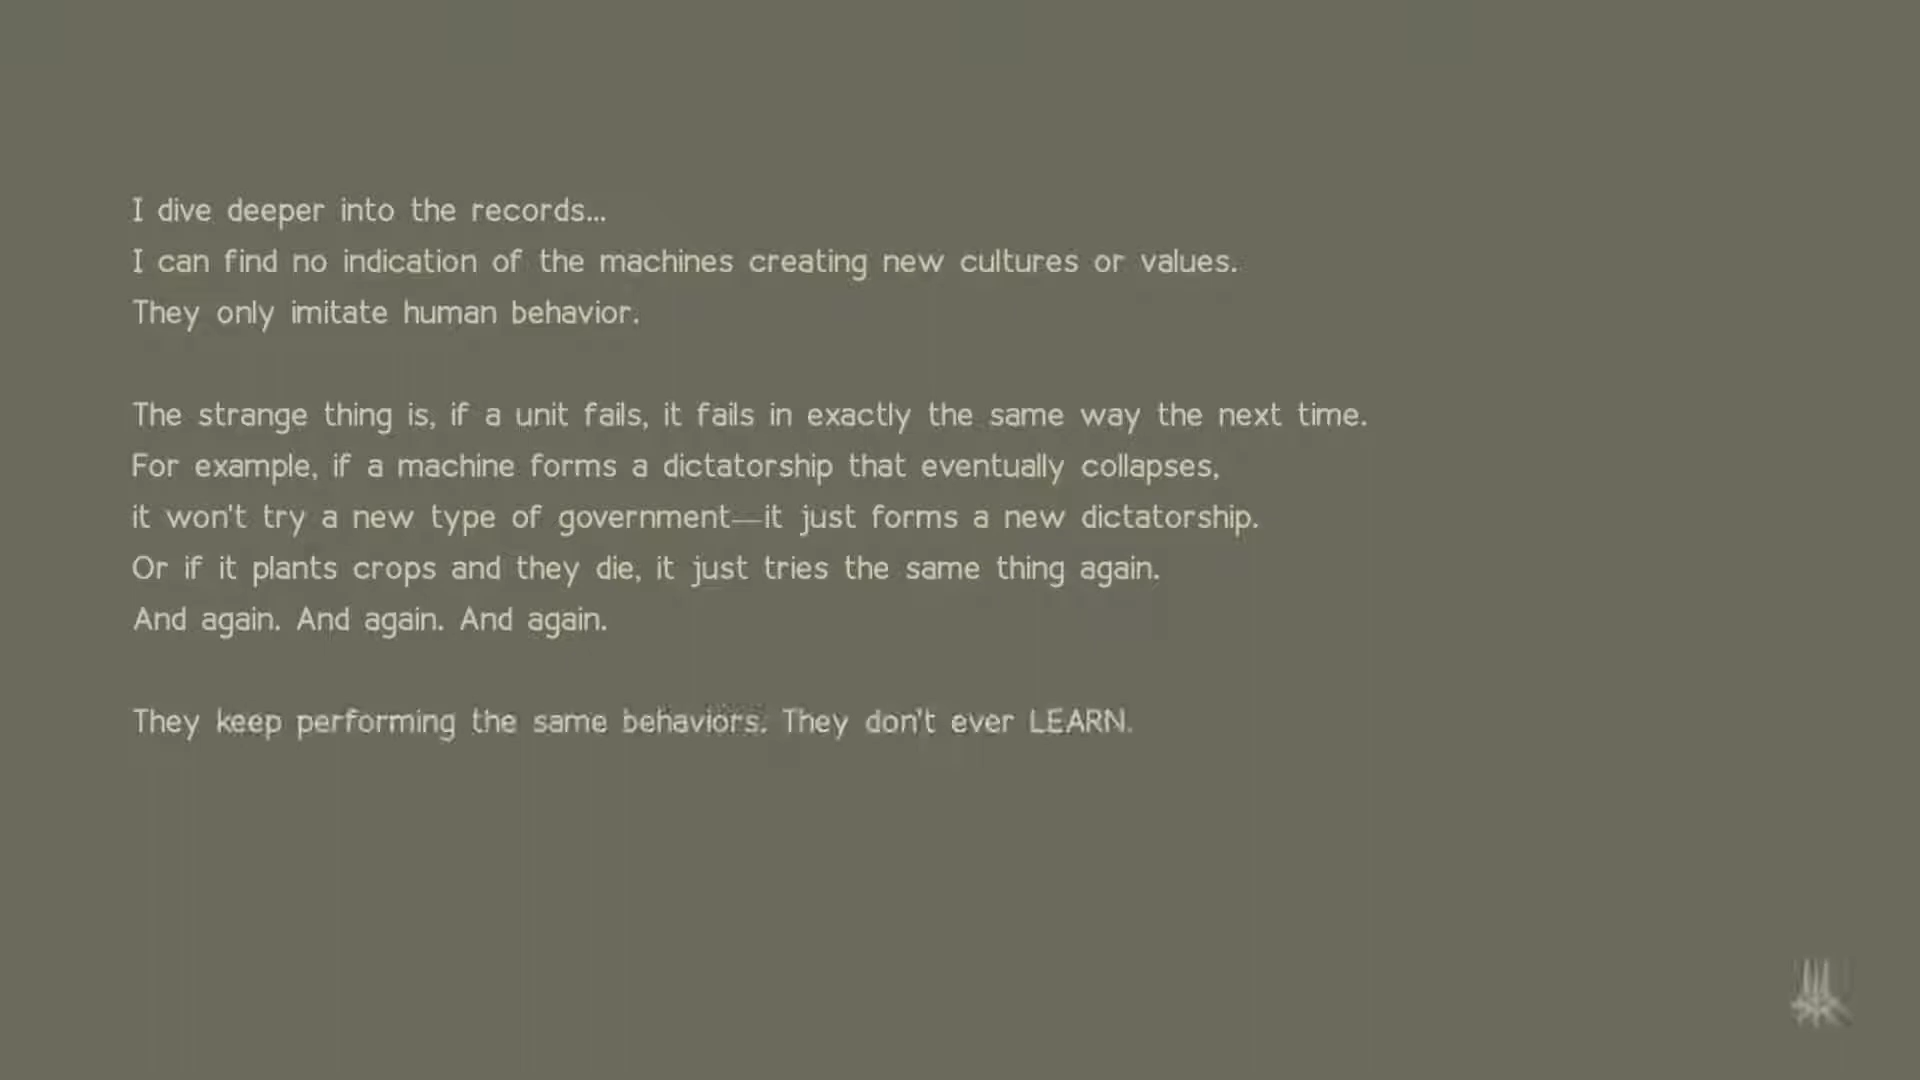 I dive deeper into the records...
I can find no indication of the machines creating new cultures or values.
They only imitate human behavior.
The strange thing is, if a unit fails, it fails in exactly the same way the next time.
For example, if a machine forms a dictatorship that eventually collapses,
it won't try a new type of government—it just forms a new dictatorship.
Or if it plants crops and they die, it just tries the same thing again.
And again. And again. And again.
They keep performing the same behaviors. They don't ever LEARN.